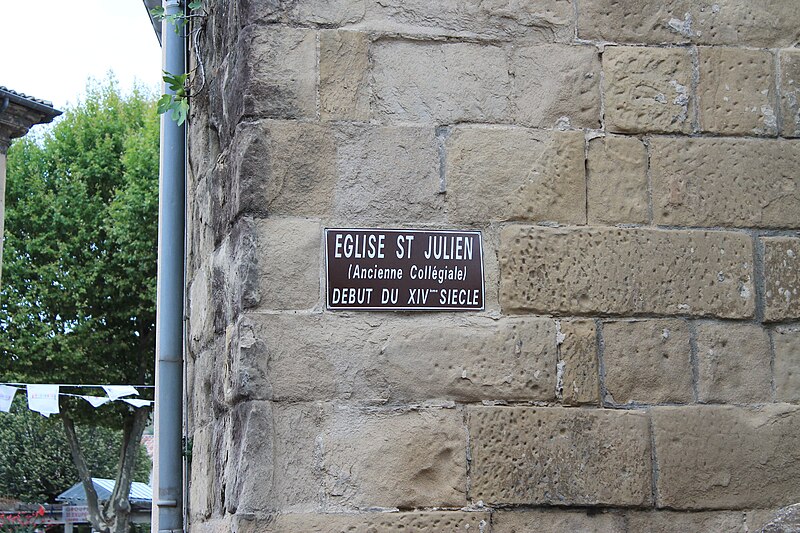 EGLISE ST JULIEN
(Ancienne Collégiale)
DEBUT DU XIVème SIECLE